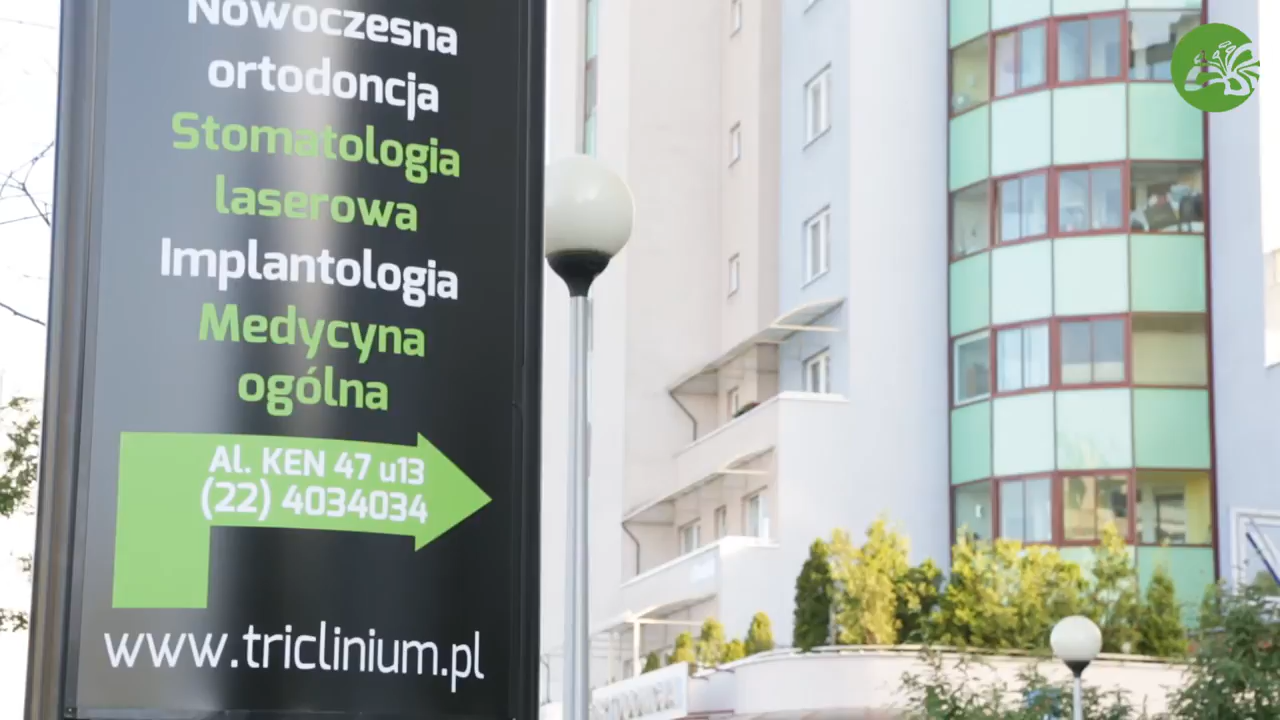 Nowoczesna
ortodoncja
Stomatologia
laserowa
Implantologia
Medycyna
ogólna
Al. KEN 47 u13
(22) 4034034
www.triclinium.pl